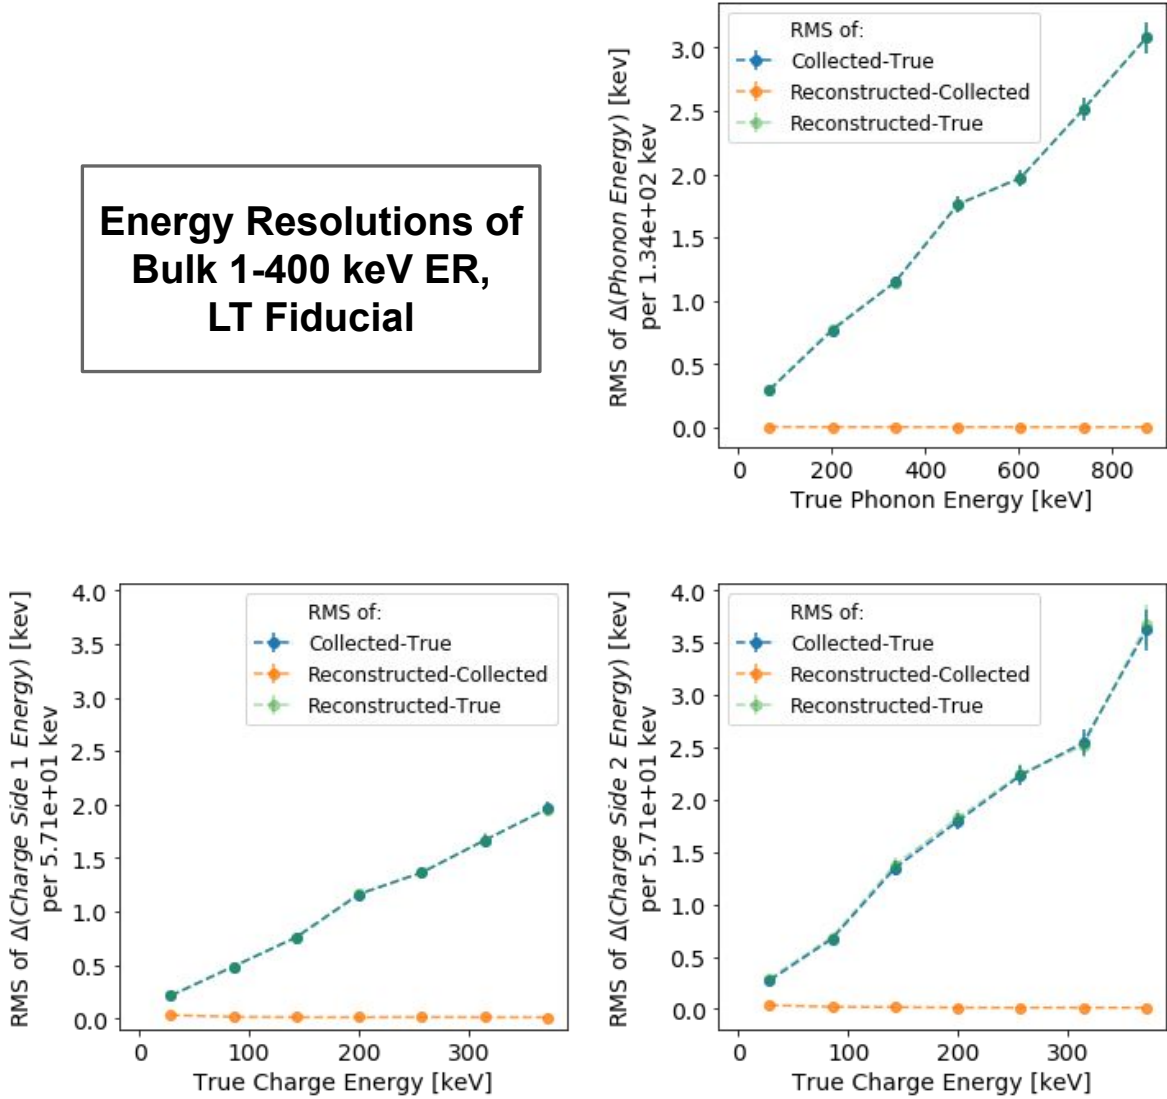 Energy Resolutions of
Bulk 1-400 keV ER,
LT Fiducial
RMS of Δ(Phonon Energy) [kev]
per 1.34e+02 kev
3.0
2.5
2.0
1.5
1.0
0.5
0.0
RMS of:
Collected-True
Reconstructed-Collected
Reconstructed-True
0 200 400 600 800
True Phonon Energy [keV]
RMS of Δ(Charge Side 1 Energy) [kev]
per 5.71e+01 kev
4.0
3.5
3.0
2.5
2.0
1.5
1.0
0.5
0.0
RMS of:
Collected-True
Reconstructed-Collected
Reconstructed-True
0 100 200 300
True Charge Energy [keV]
RMS of Δ(Charge Side 2 Energy) [kev]
per 5.71e+01 kev
4.0
3.5
3.0
2.5
2.0
1.5
1.0
0.5
0.0
RMS of:
Collected-True
Reconstructed-Collected
Reconstructed-True
0 100 200 300
True Charge Energy [keV]